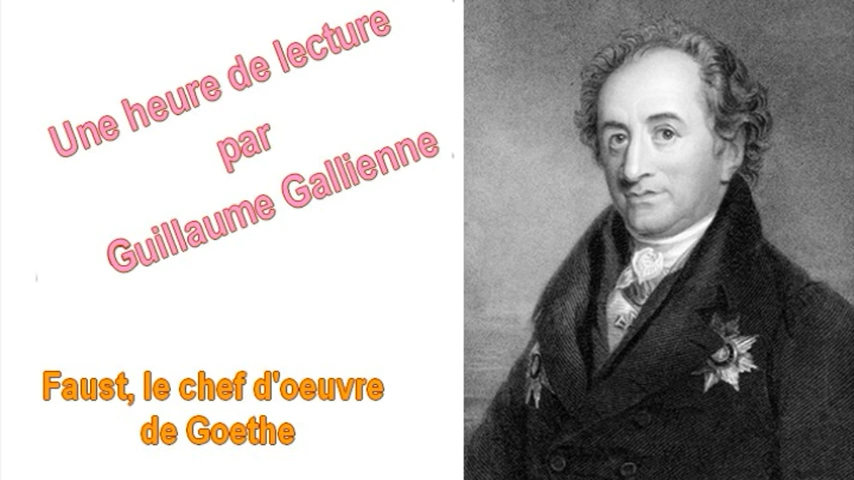 Une heure de lecture
par
Guillaume Gallienne
Faust, le chef d'oeuvre
de Goethe